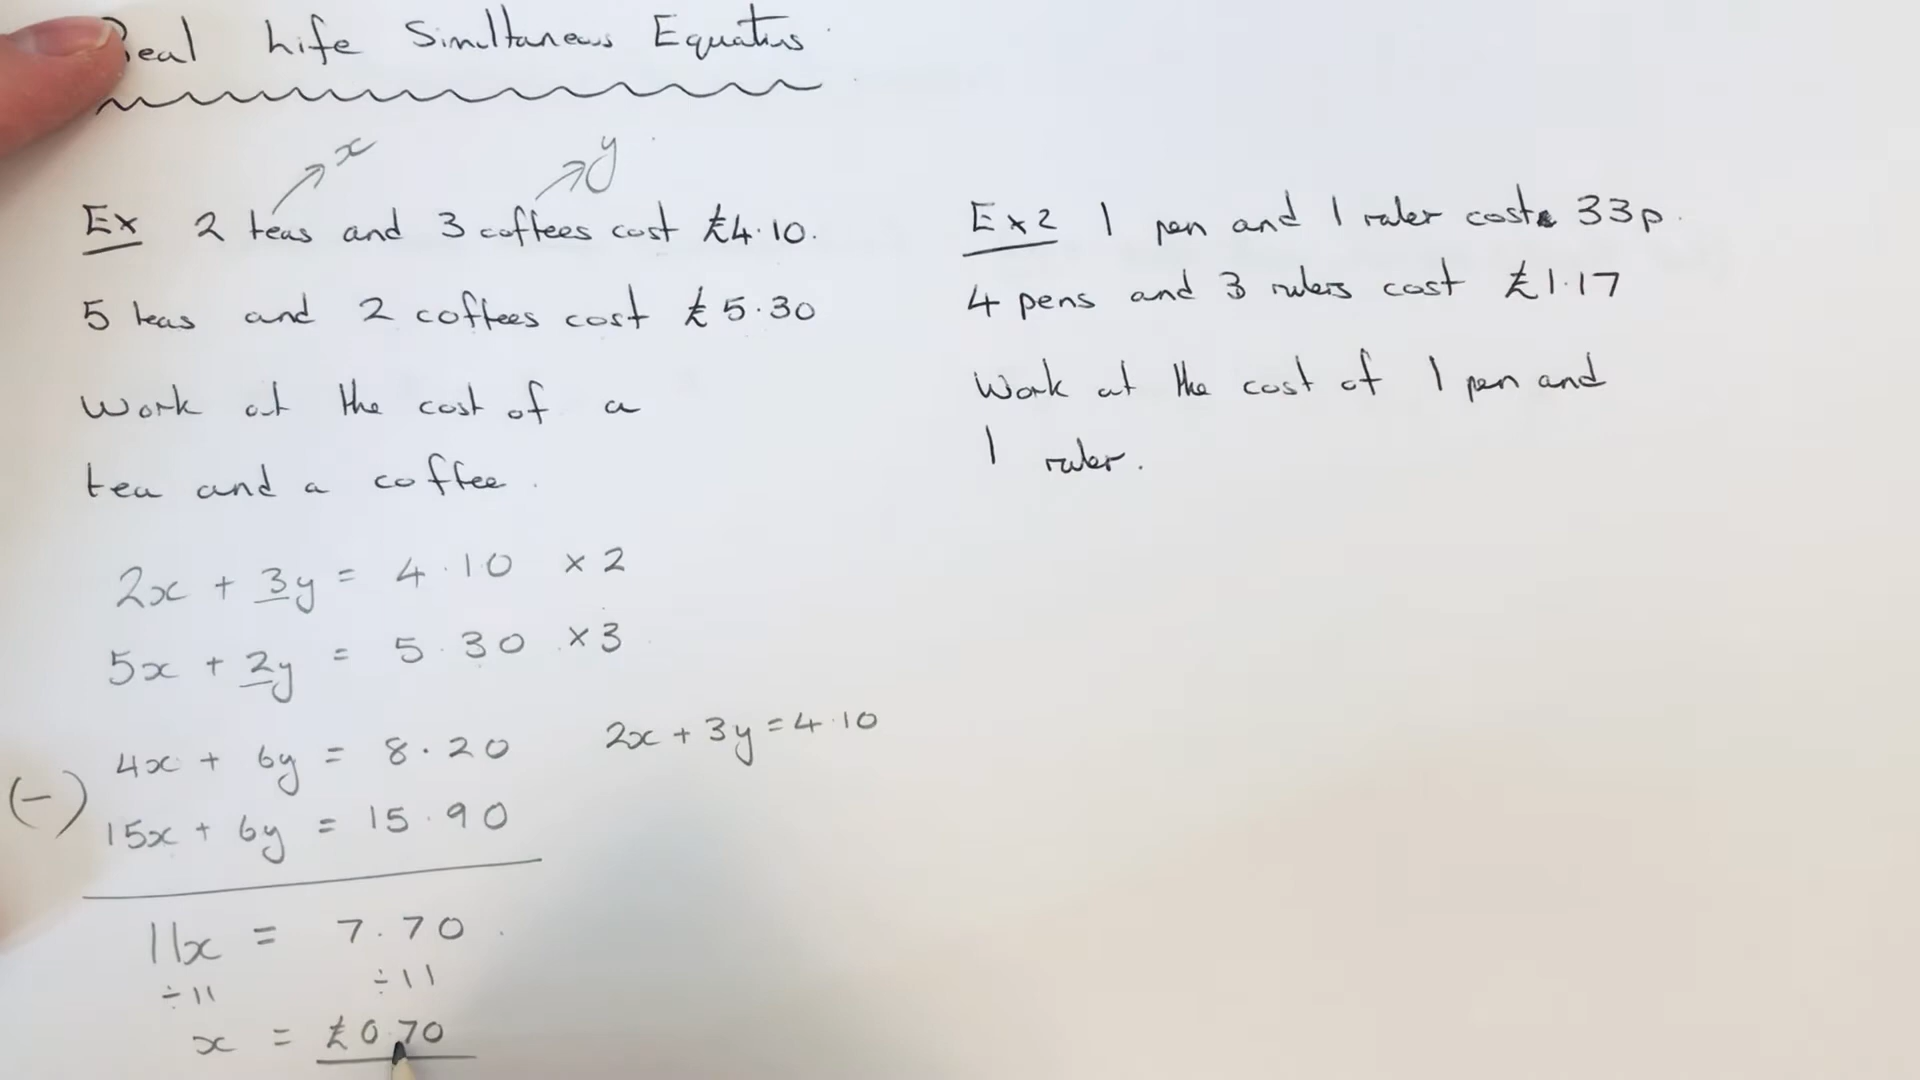 Real Life Simultaneous Equations
x
y
Ex 2 teas and 3 coffees cost £4.10.
5 teas and 2 coffees cost £5.30
Work out the cost of a
tea and a coffee.
2x + 3y = 4.10 ×2
5x + 2y = 5.30 ×3
4x + 6y = 8.20
(-)
15x + 6y = 15.90
11x = 7.70
÷11 ÷11
x = £0.70
2x + 3y = 4.10
Ex2 1 pen and 1 ruler cost 33p.
4 pens and 3 rulers cost £1.17
Work out the cost of 1 pen and
1 ruler.